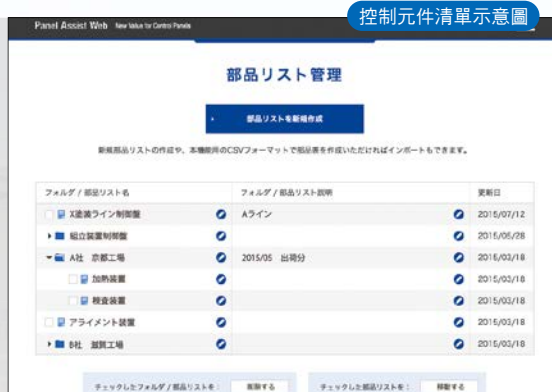 控制元件清單示意圖
Panel Assist Web New Value for Control Panels
部品リスト管理
部品リストを新規作成
新規部品リストの作成や、本機能用のCSVフォーマットで部品表を作成いただければインポートもできます。
フォルダ / 部品リスト名 フォルダ / 部品リスト説明 更新日
X塗装ライン制御盤 Aライン 2015/07/12
組立装置制御盤 2015/05/28
A社 京都工場 2015/05 出荷分 2015/03/18
加熱装置 2015/03/18
検査装置 2015/03/18
アライメント装置 2015/03/18
B社 滋賀工場 2015/03/18
チェックしたフォルダ / 部品リストを： 削除する チェックした部品リストを： 移動する